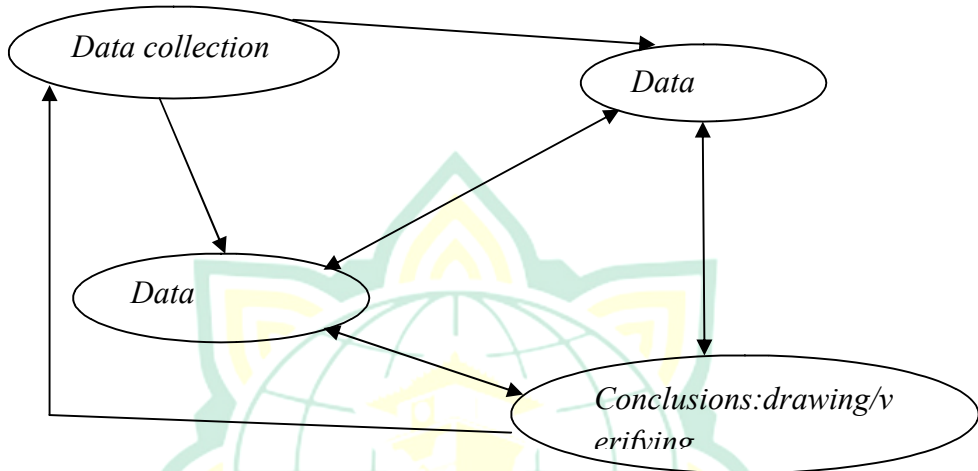 Data collection
Data
Data
Conclusions:drawing/v
erifying